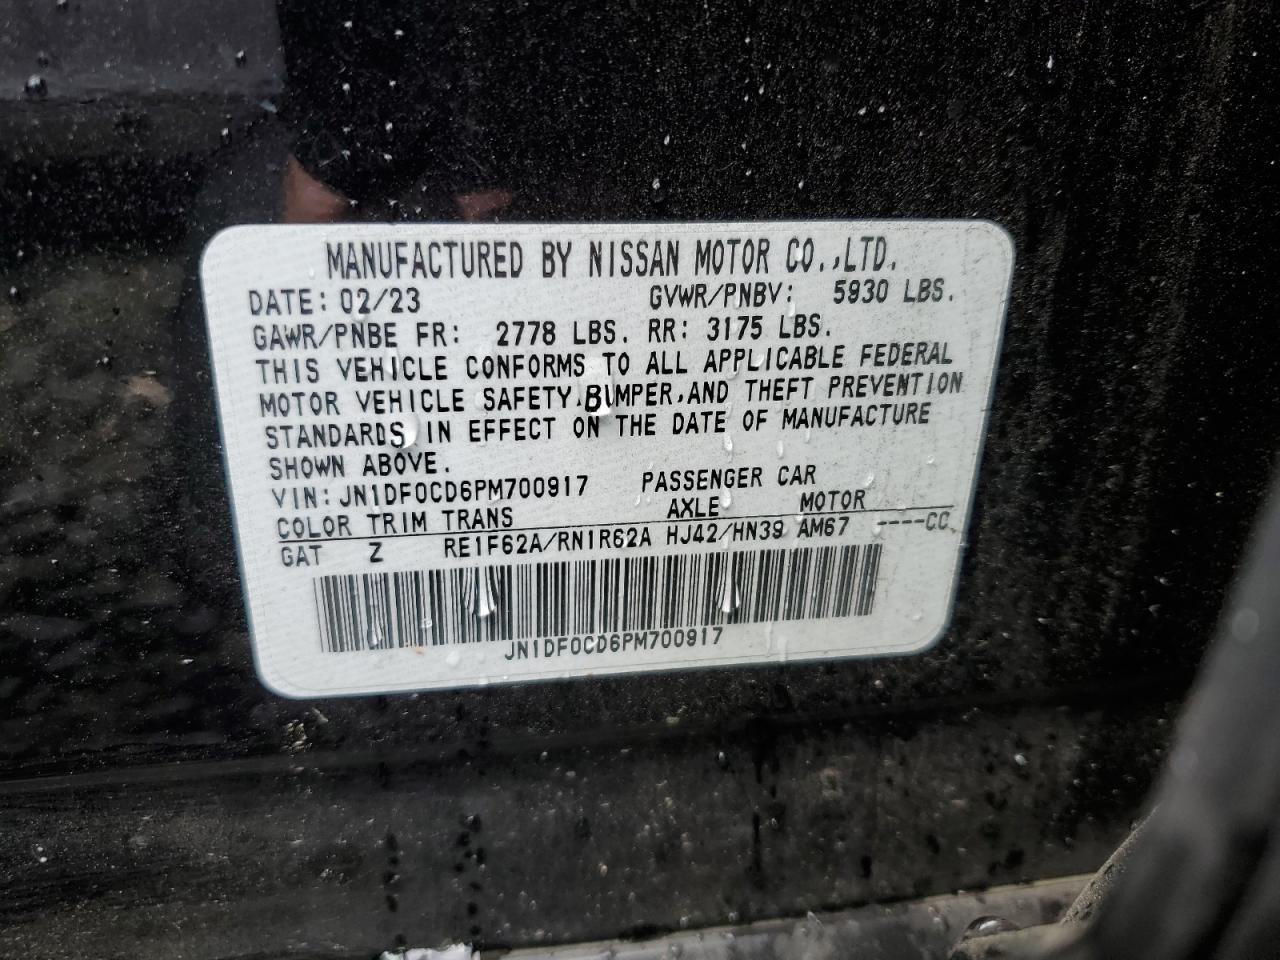 MANUFACTURED BY NISSAN MOTOR CO.,LTD.
DATE: 02/23 GVWR/PNBV: 5930 LBS.
GAWR/PNBE FR: 2778 LBS. RR: 3175 LBS.
THIS VEHICLE CONFORMS TO ALL APPLICABLE FEDERAL
MOTOR VEHICLE SAFETY,BUMPER,AND THEFT PREVENTION
STANDARDS IN EFFECT ON THE DATE OF MANUFACTURE
SHOWN ABOVE.
VIN: JN1DF0CD6PM700917 PASSENGER CAR
COLOR TRIM TRANS AXLE MOTOR
GAT Z RE1F62A/RN1R62A HJ42/HN39 AM67 ----CC
JN1DF0CD6PM700917